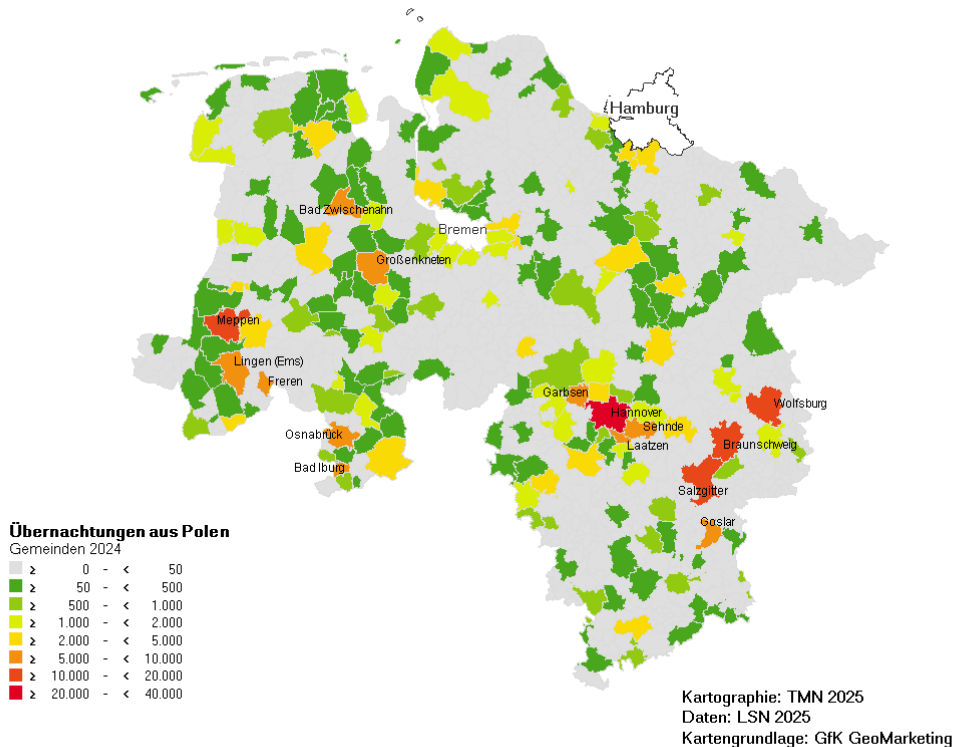 Hamburg
Bad Zwischenahn
Bremen
Großenkneten
Meppen
Lingen (Ems)
Freren
Garbsen
Hannover
Wolfsburg
Sehnde
Osnabrück
Laatzen
Braunschweig
Bad Iburg
Salzgitter
Goslar
Übernachtungen aus Polen
Gemeinden 2024
≥ 0 - < 50
≥ 50 - < 500
≥ 500 - < 1.000
≥ 1.000 - < 2.000
≥ 2.000 - < 5.000
≥ 5.000 - < 10.000
≥ 10.000 - < 20.000
≥ 20.000 - < 40.000
Kartographie: TMN 2025
Daten: LSN 2025
Kartengrundlage: GfK GeoMarketing